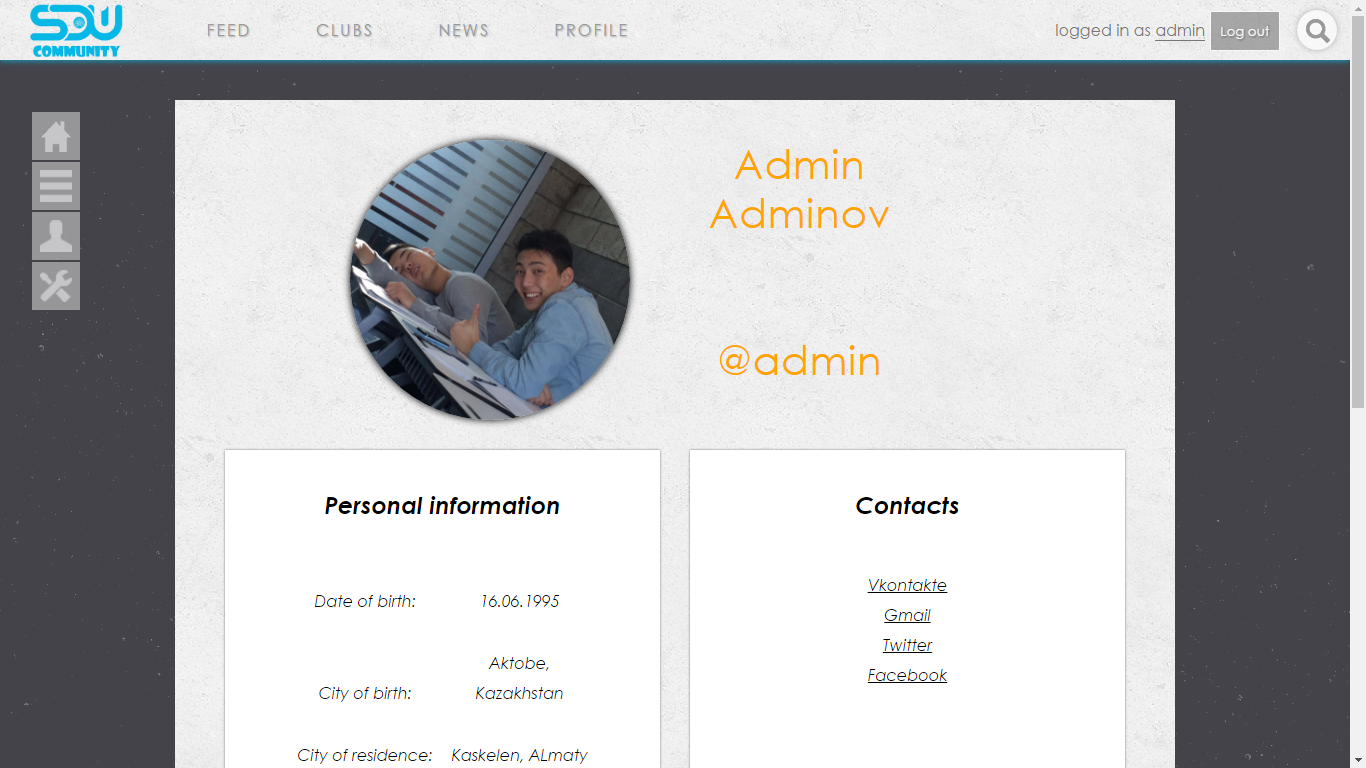 SDU
COMMUNITY
FEED
CLUBS
NEWS
PROFILE
logged in as admin
Log out
Admin
Adminov
@admin
Personal information
Date of birth: 16.06.1995
Aktobe,
City of birth: Kazakhstan
City of residence: Kaskelen, ALmaty
Contacts
Vkontakte
Gmail
Twitter
Facebook